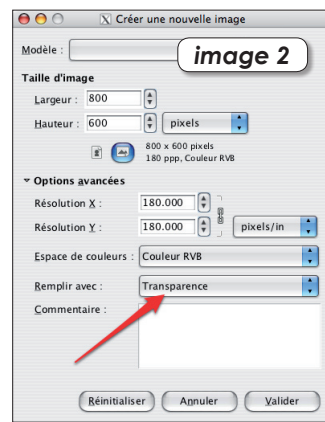 Créer une nouvelle image
Modèle :
image 2
Taille d'image
Largeur : 800
Hauteur : 600 pixels
800 x 600 pixels
180 ppp, Couleur RVB
Options avancées
Résolution X : 180.000
Résolution Y : 180.000 pixels/in
Espace de couleurs : Couleur RVB
Remplir avec : Transparence
Commentaire :
Réinitialiser Annuler Valider